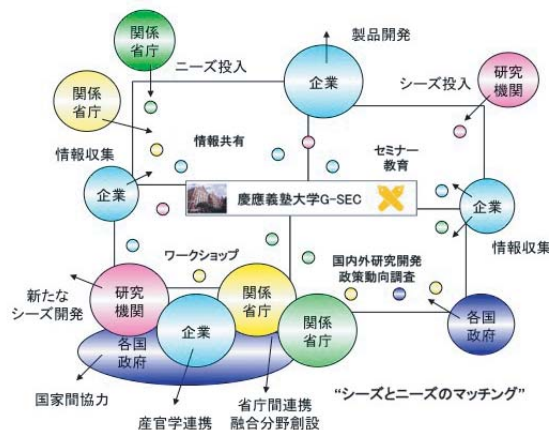 関係
省庁
製品開発
ニーズ投入
企業
シーズ投入
研究
機関
関係
省庁
情報共有
セミナー
教育
情報収集
企業
慶應義塾大学G-SEC
企業
情報収集
ワークショップ
国内外研究開発
政策動向調査
新たな
シーズ開発
研究
機関
関係
省庁
企業
関係
省庁
各国
政府
各国
政府
国家間協力
産官学連携
省庁間連携
融合分野創設
“シーズとニーズのマッチング”